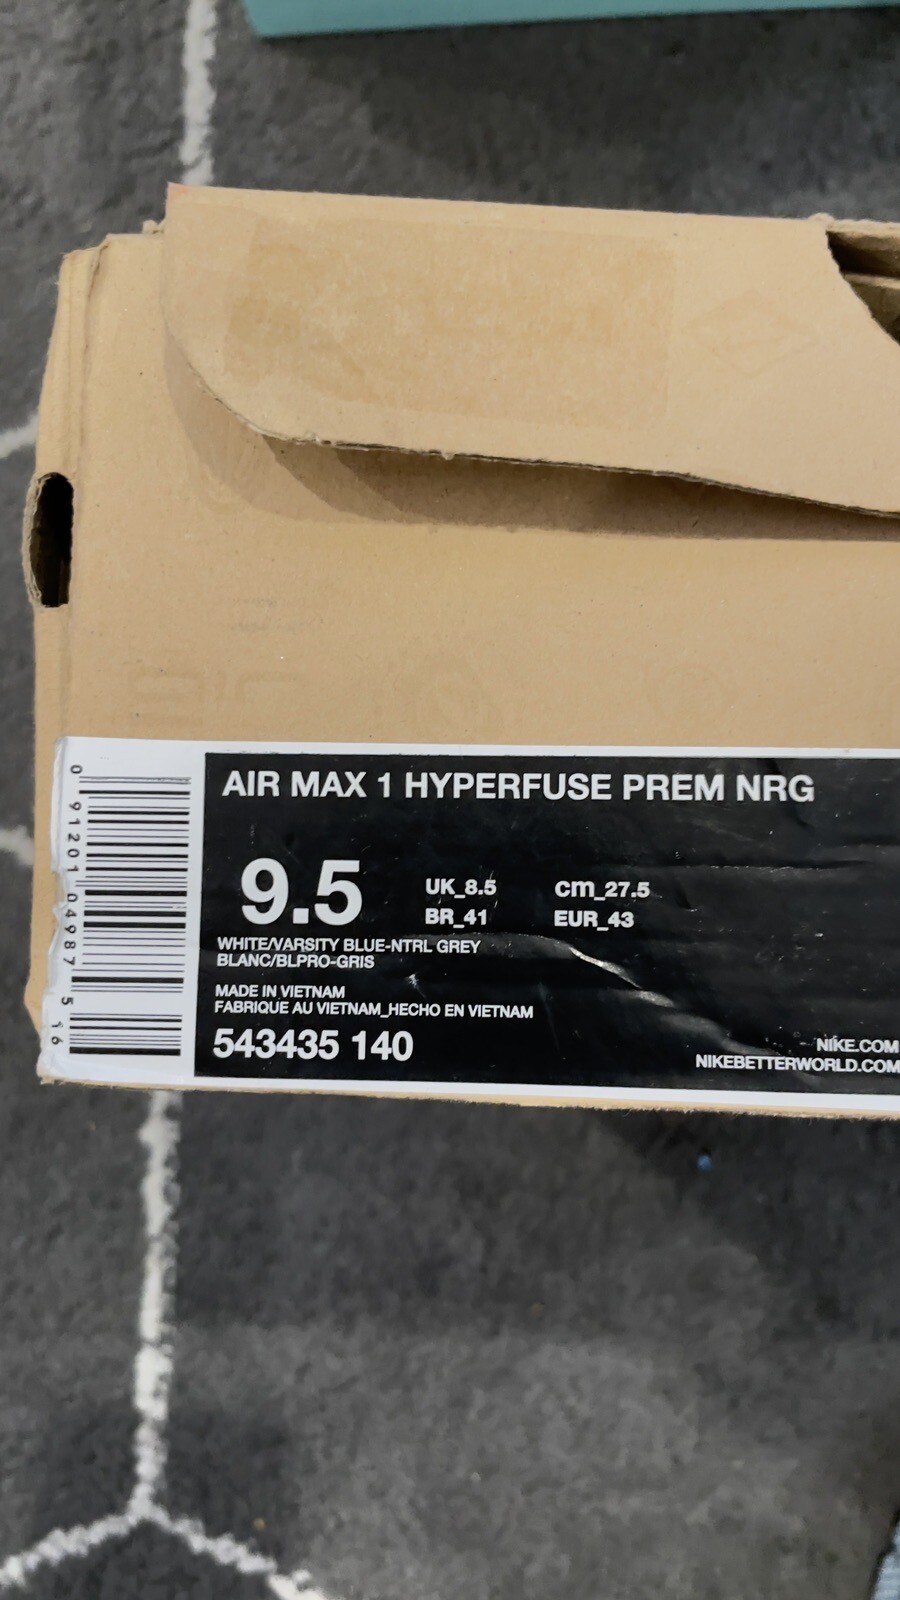 AIR MAX 1 HYPERFUSE PREM NRG
9.5
UK_8.5
cm_27.5
BR_41
EUR_43
WHITE/VARSITY BLUE-NTRL GREY
BLANC/BLPRO-GRIS
MADE IN VIETNAM
FABRIQUE AU VIETNAM_HECHO EN VIETNAM
543435 140
NIKE.COM
NIKEBETTERWORLD.COM
0 91201 04987 5 16